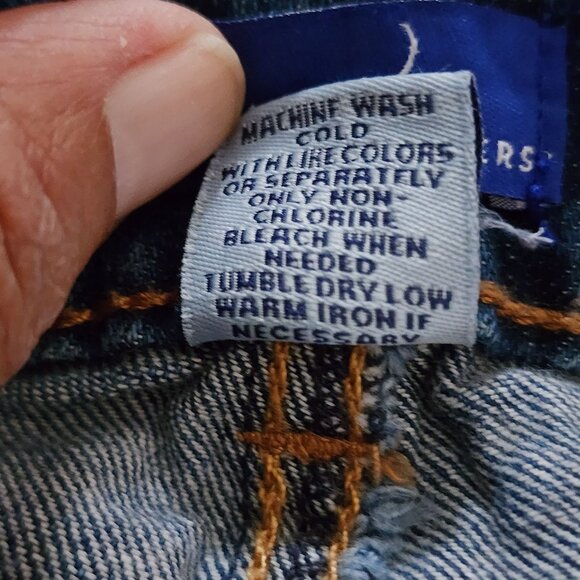 MACHINE WASH
COLD
WITH LIKE COLORS
OR SEPARATELY
ONLY NON-
CHLORINE
BLEACH WHEN
NEEDED
TUMBLE DRY LOW
WARM IRON IF
NECESSARY
ERS